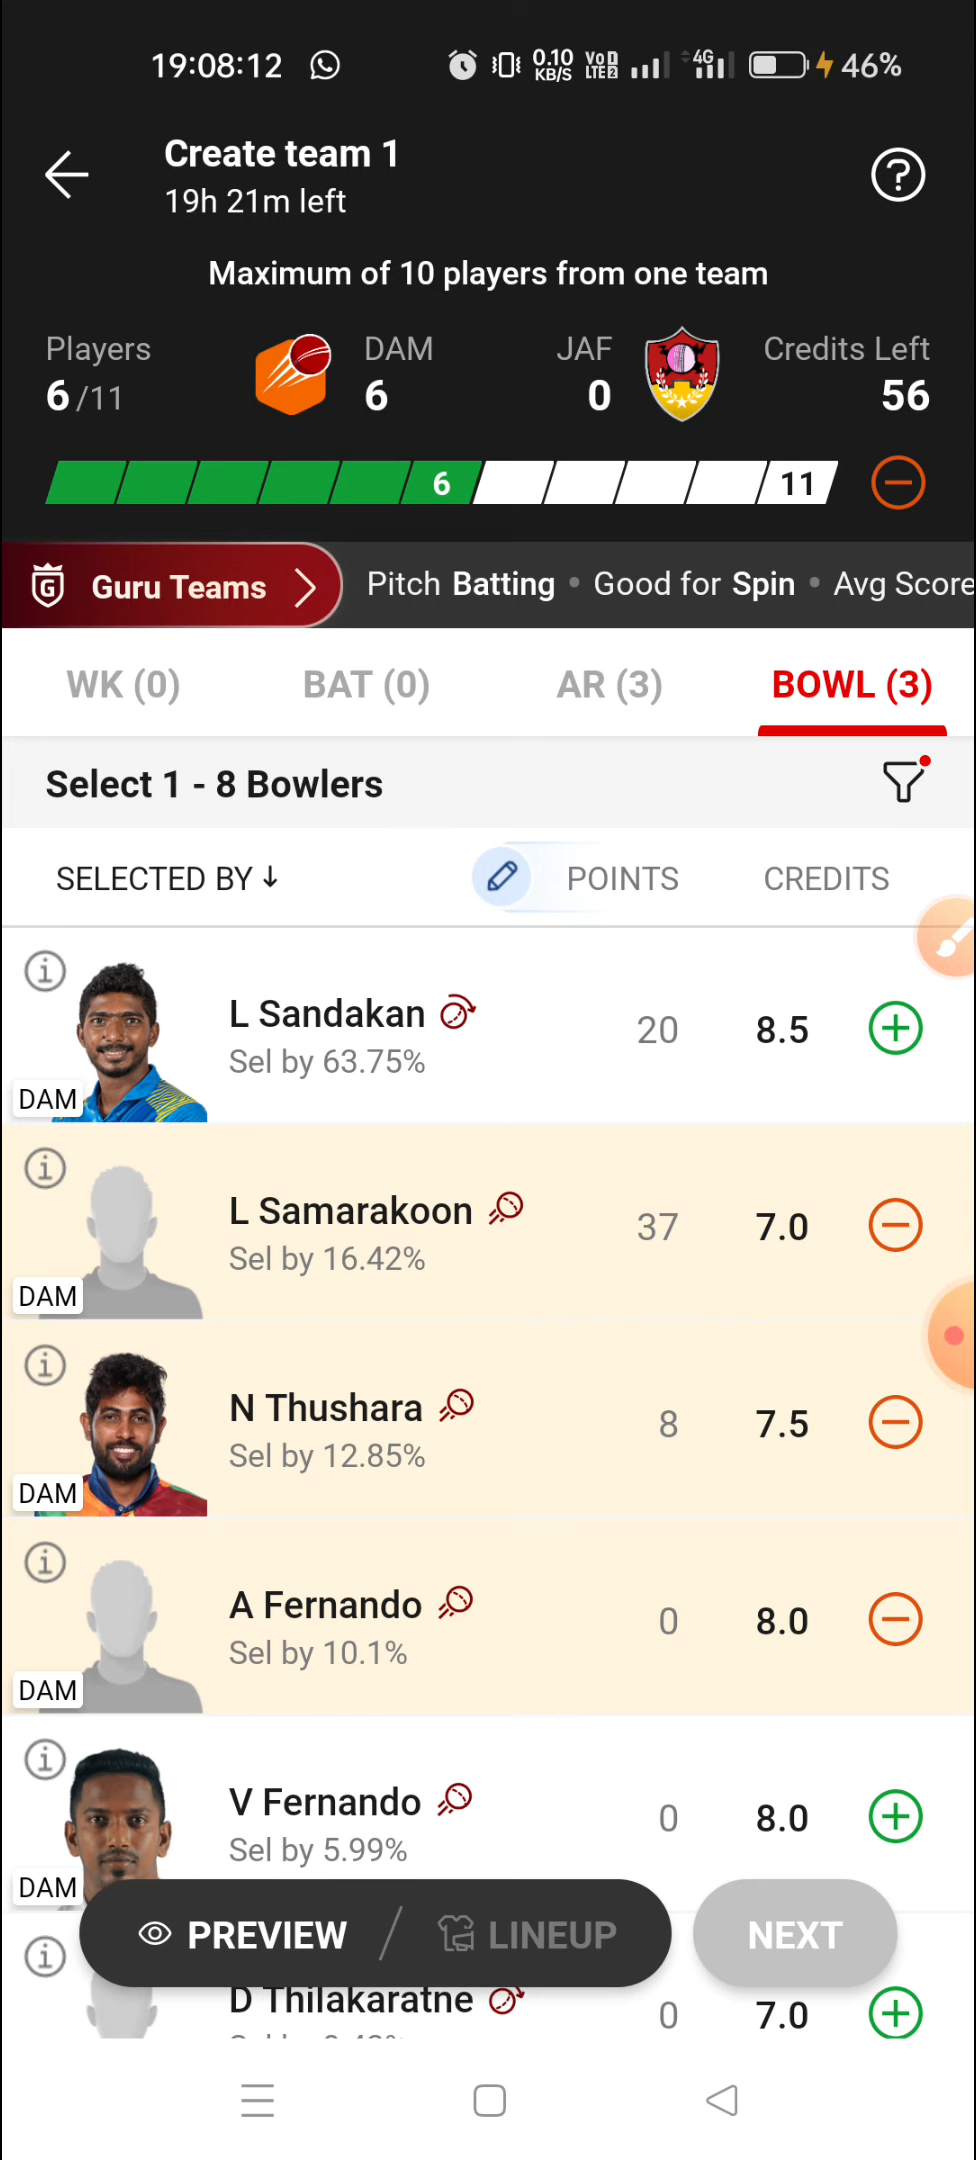 19:08:12 0.10 KB/S VoD LTE2 4G 46%
Create team 1
19h 21m left
Maximum of 10 players from one team
Players DAM JAF Credits Left
6/11 6 0 56
6 11
G Guru Teams Pitch Batting • Good for Spin • Avg Score
WK (0) BAT (0) AR (3) BOWL (3)
Select 1 - 8 Bowlers
SELECTED BY ↓ POINTS CREDITS
L Sandakan 20 8.5
Sel by 63.75%
DAM
L Samarakoon 37 7.0
Sel by 16.42%
DAM
N Thushara 8 7.5
Sel by 12.85%
DAM
A Fernando 0 8.0
Sel by 10.1%
DAM
V Fernando 0 8.0
Sel by 5.99%
DAM
PREVIEW / LINEUP NEXT
D Thilakaratne 0 7.0